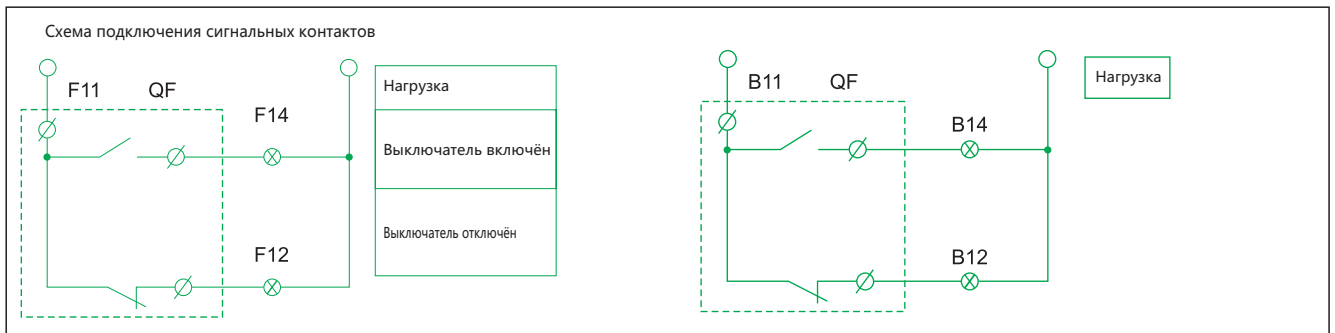 Схема подключения сигнальных контактов
F11 QF
F14
F12
Нагрузка
Выключатель включён
Выключатель отключён
B11 QF
B14
B12
Нагрузка